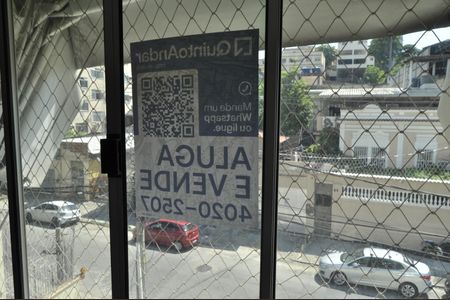 QuintoAndar
Manda um
Whatsapp
ou ligue.
ALUGA
E VENDE
4020-2507